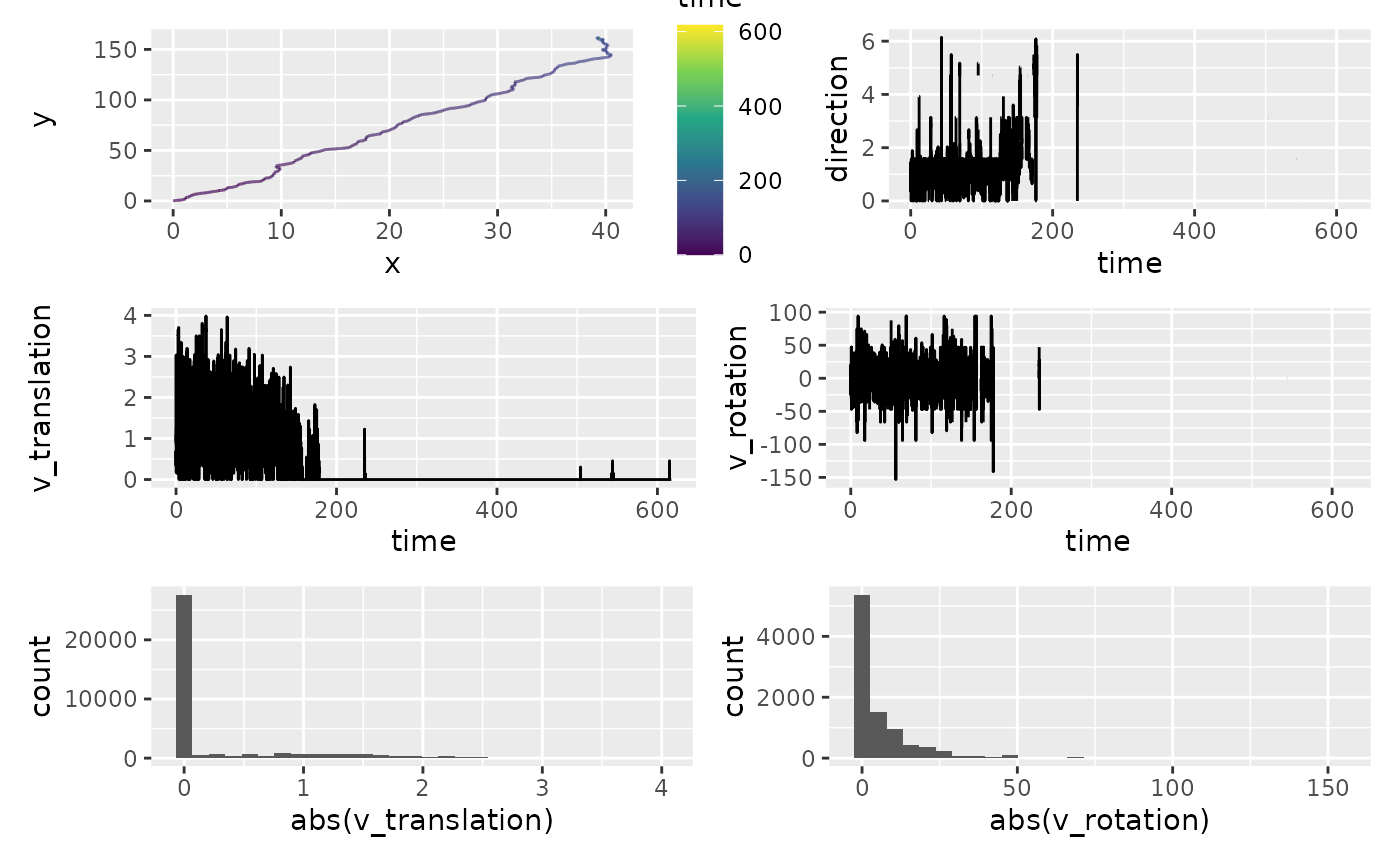 time
150
100
50
0
y
0 10 20 30 40
x
600
400
200
0
6
4
2
0
direction
0 200 400 600
time
4
3
2
1
0
v_translation
0 200 400 600
time
100
50
0
-50
-100
-150
v_rotation
0 200 400 600
time
20000
10000
0
count
0 1 2 3 4
abs(v_translation)
4000
2000
0
count
0 50 100 150
abs(v_rotation)